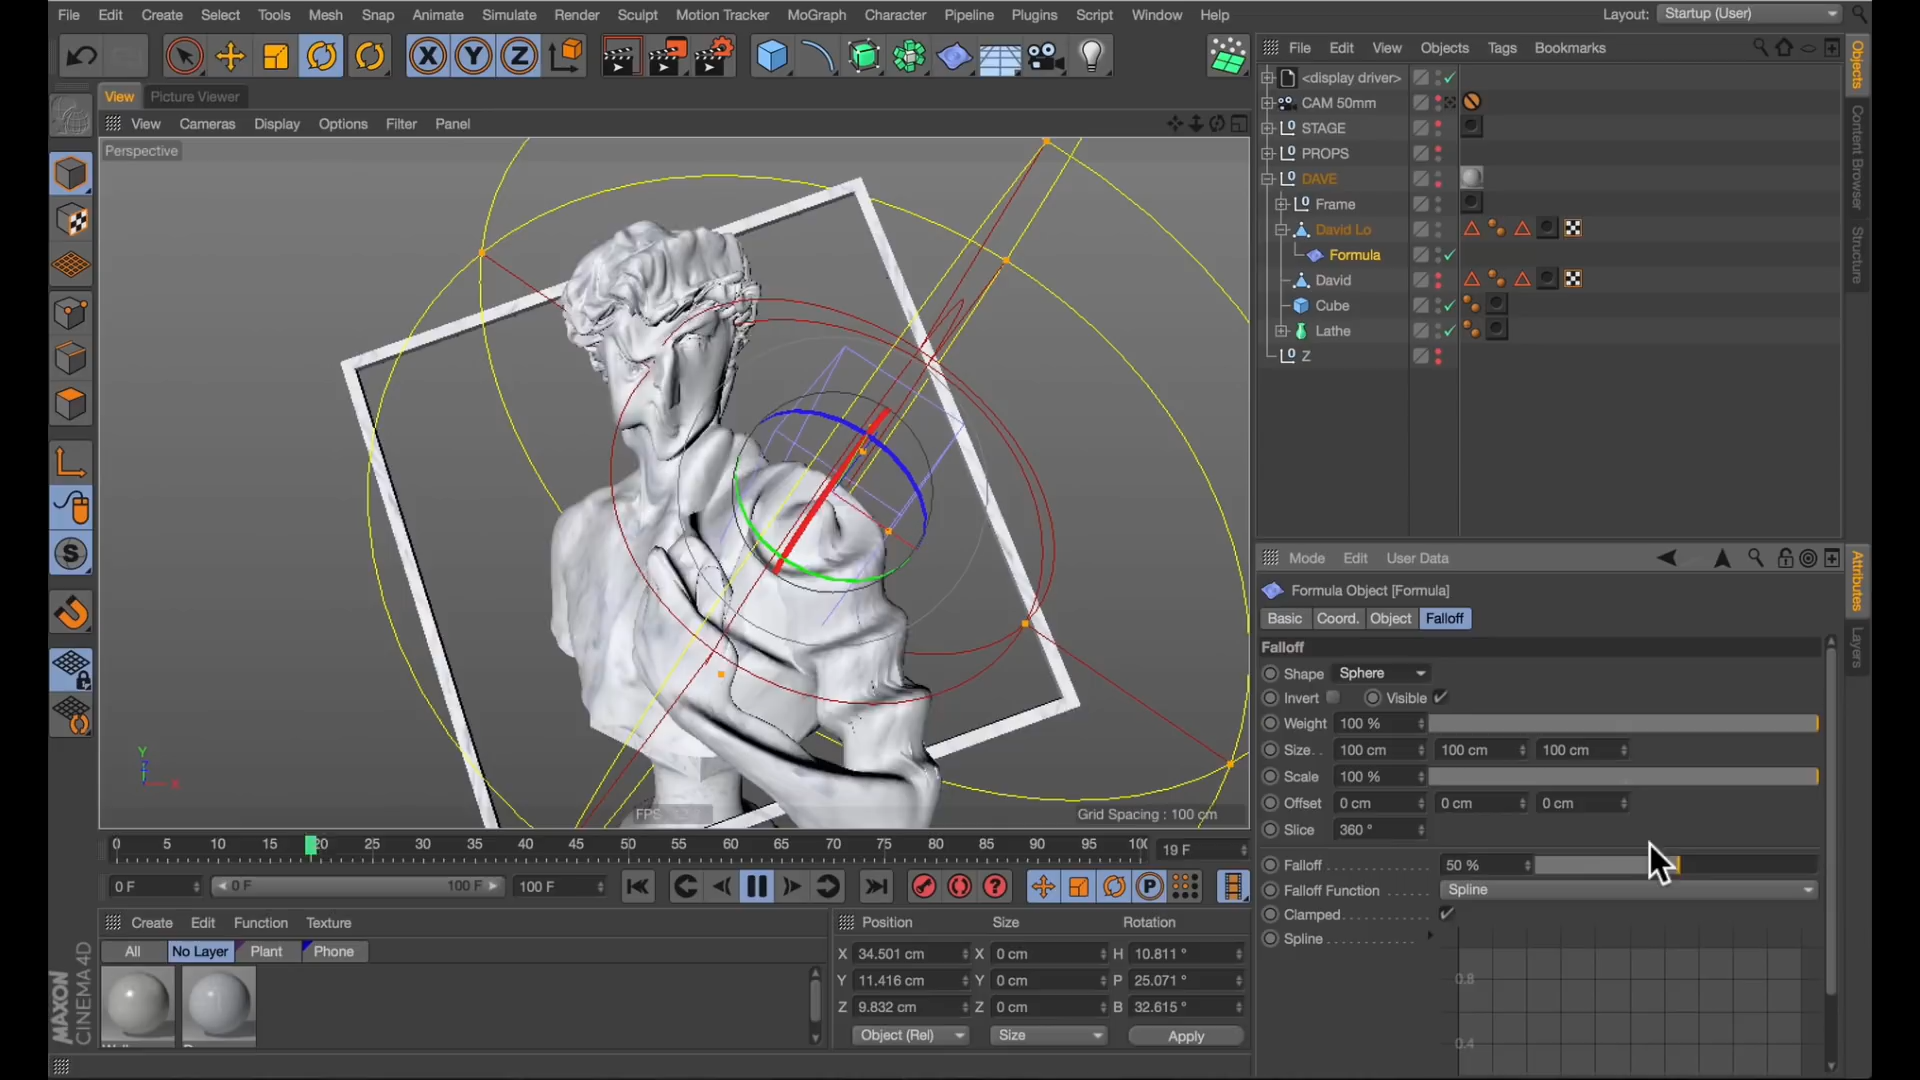 File Edit Create Select Tools Mesh Snap Animate Simulate Render Sculpt Motion Tracker MoGraph Character Pipeline Plugins Script Window Help Layout: Startup (User)
X Y Z
File Edit View Objects Tags Bookmarks
View Picture Viewer
View Cameras Display Options Filter Panel
Perspective
<display driver>
CAM 50mm
STAGE
PROPS
DAVE
Frame
David Lo
Formula
David
Cube
Lathe
Z
Objects
Content Browser
Structure
Mode Edit User Data
Formula Object [Formula]
Basic Coord. Object Falloff
Falloff
Shape Sphere
Invert Visible
Weight 100 %
Size . . 100 cm 100 cm 100 cm
Scale 100 %
Offset 0 cm 0 cm 0 cm
Slice 360 °
Falloff 50 %
Falloff Function Spline
Clamped
Spline
0.8
0.4
Attributes
Layers
S
Y
X
FPS
Grid Spacing : 100 cm
0 5 10 15 20 25 30 35 40 45 50 55 60 65 70 75 80 85 90 95 19 F
0 F 0 F 100 F 100 F
P
Create Edit Function Texture
All No Layer Plant Phone
Position Size Rotation
X 34.501 cm X 0 cm H 10.811 °
Y 11.416 cm Y 0 cm P 25.071 °
Z 9.832 cm Z 0 cm B 32.615 °
Object (Rel) Size Apply
MAXON
CINEMA 4D